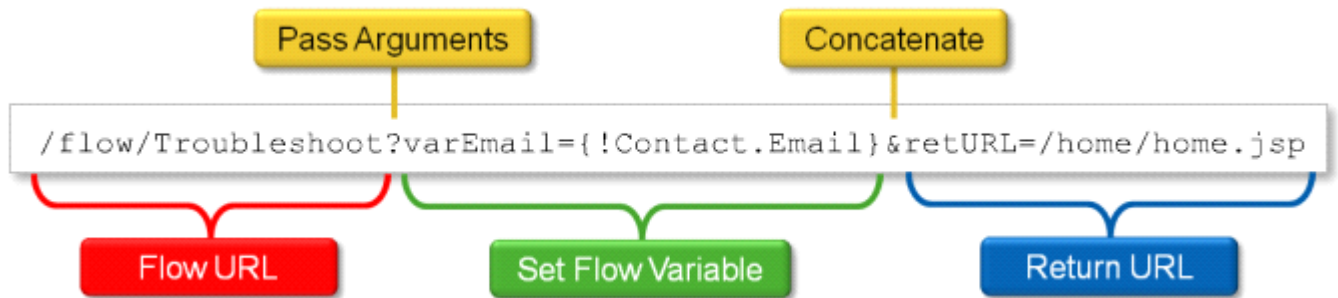 Pass Arguments Concatenate
/flow/Troubleshoot?varEmail={!Contact.Email}&retURL=/home/home.jsp
Flow URL Set Flow Variable Return URL